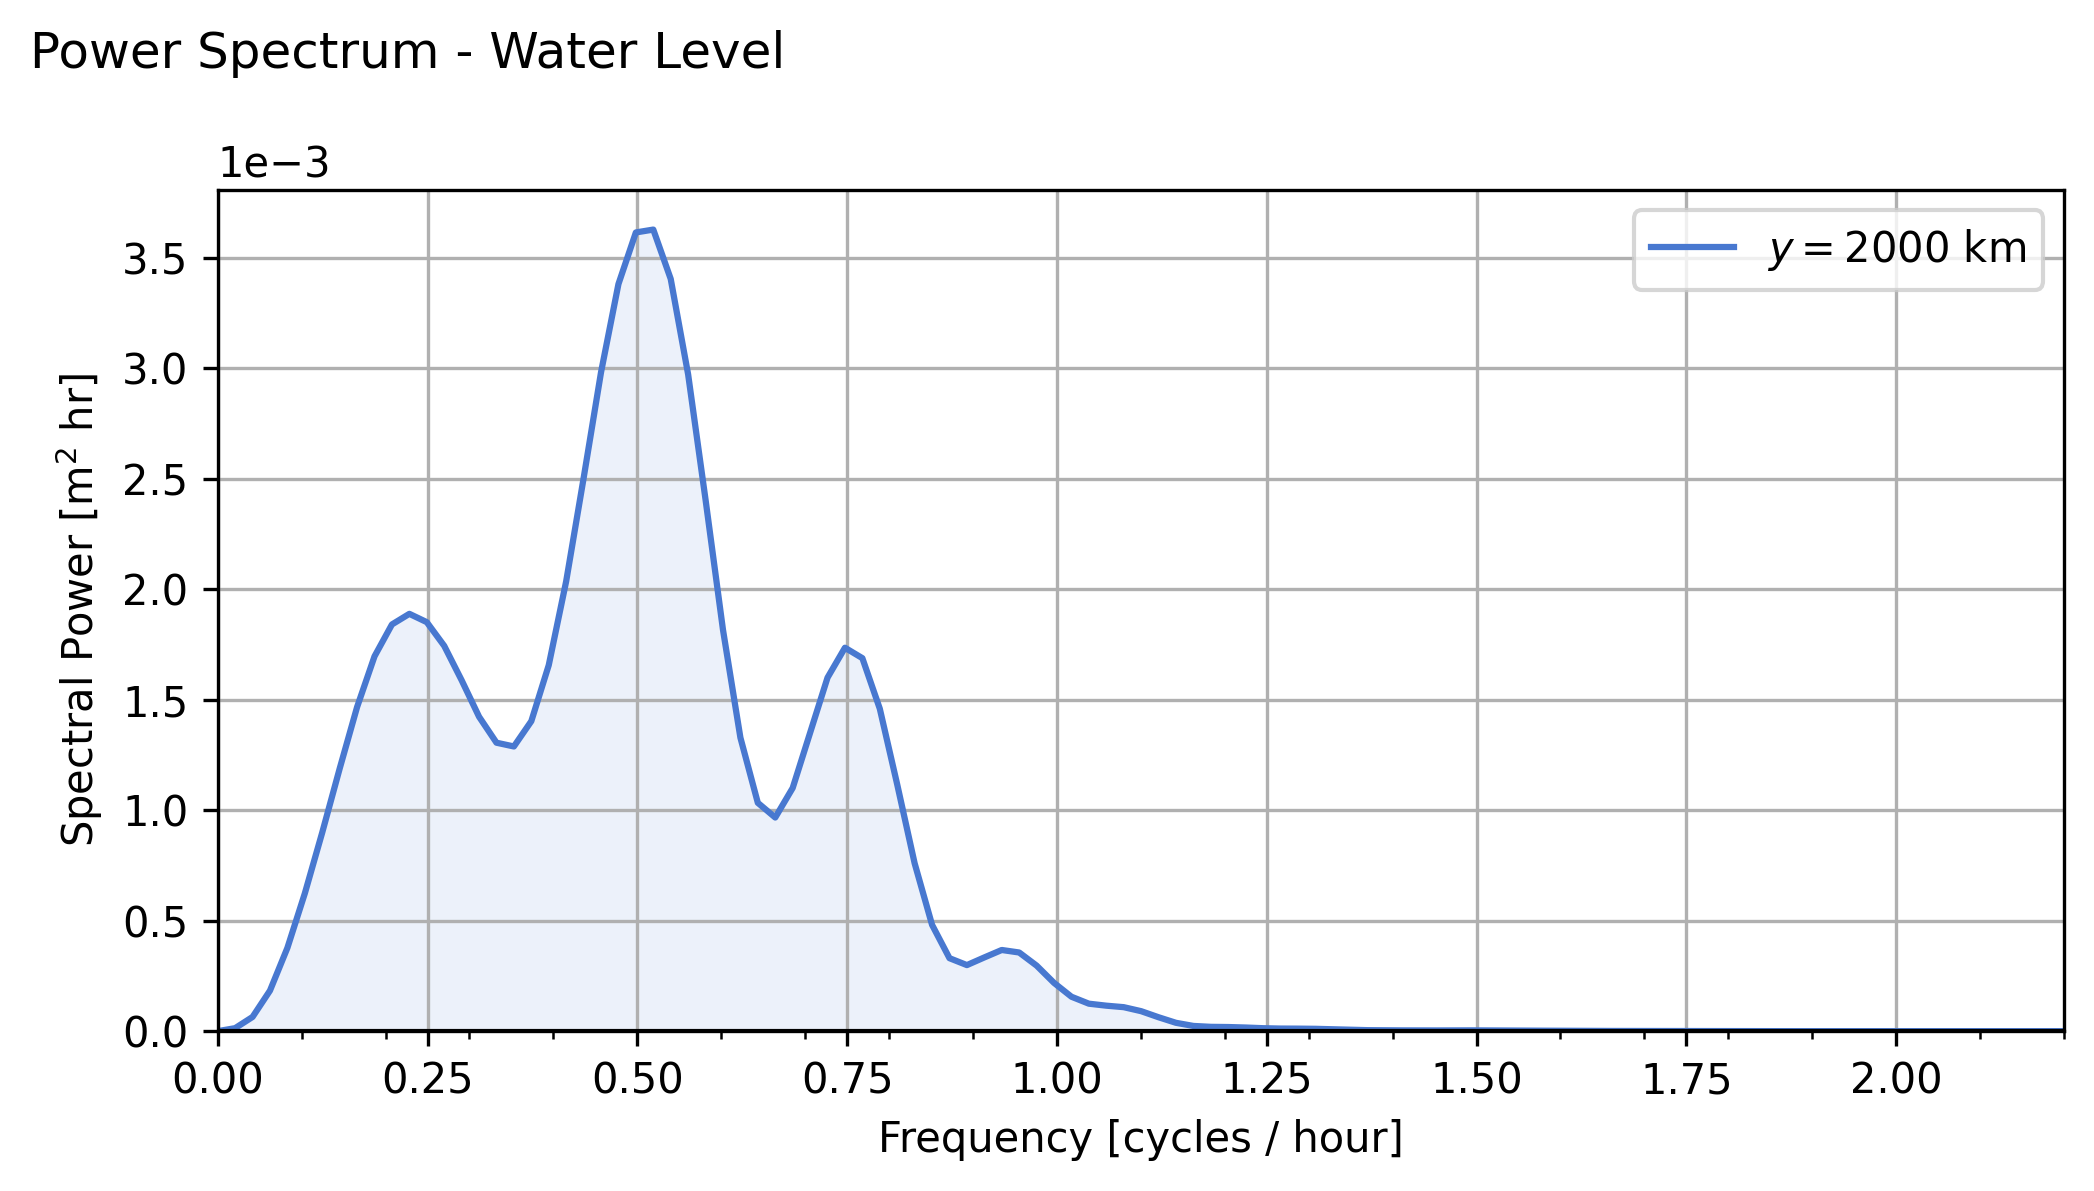 Power Spectrum - Water Level
1e−3
y = 2000 km
3.5
3.0
2.5
2.0
1.5
1.0
0.5
0.0
Spectral Power [m² hr]
0.00 0.25 0.50 0.75 1.00 1.25 1.50 1.75 2.00
Frequency [cycles / hour]